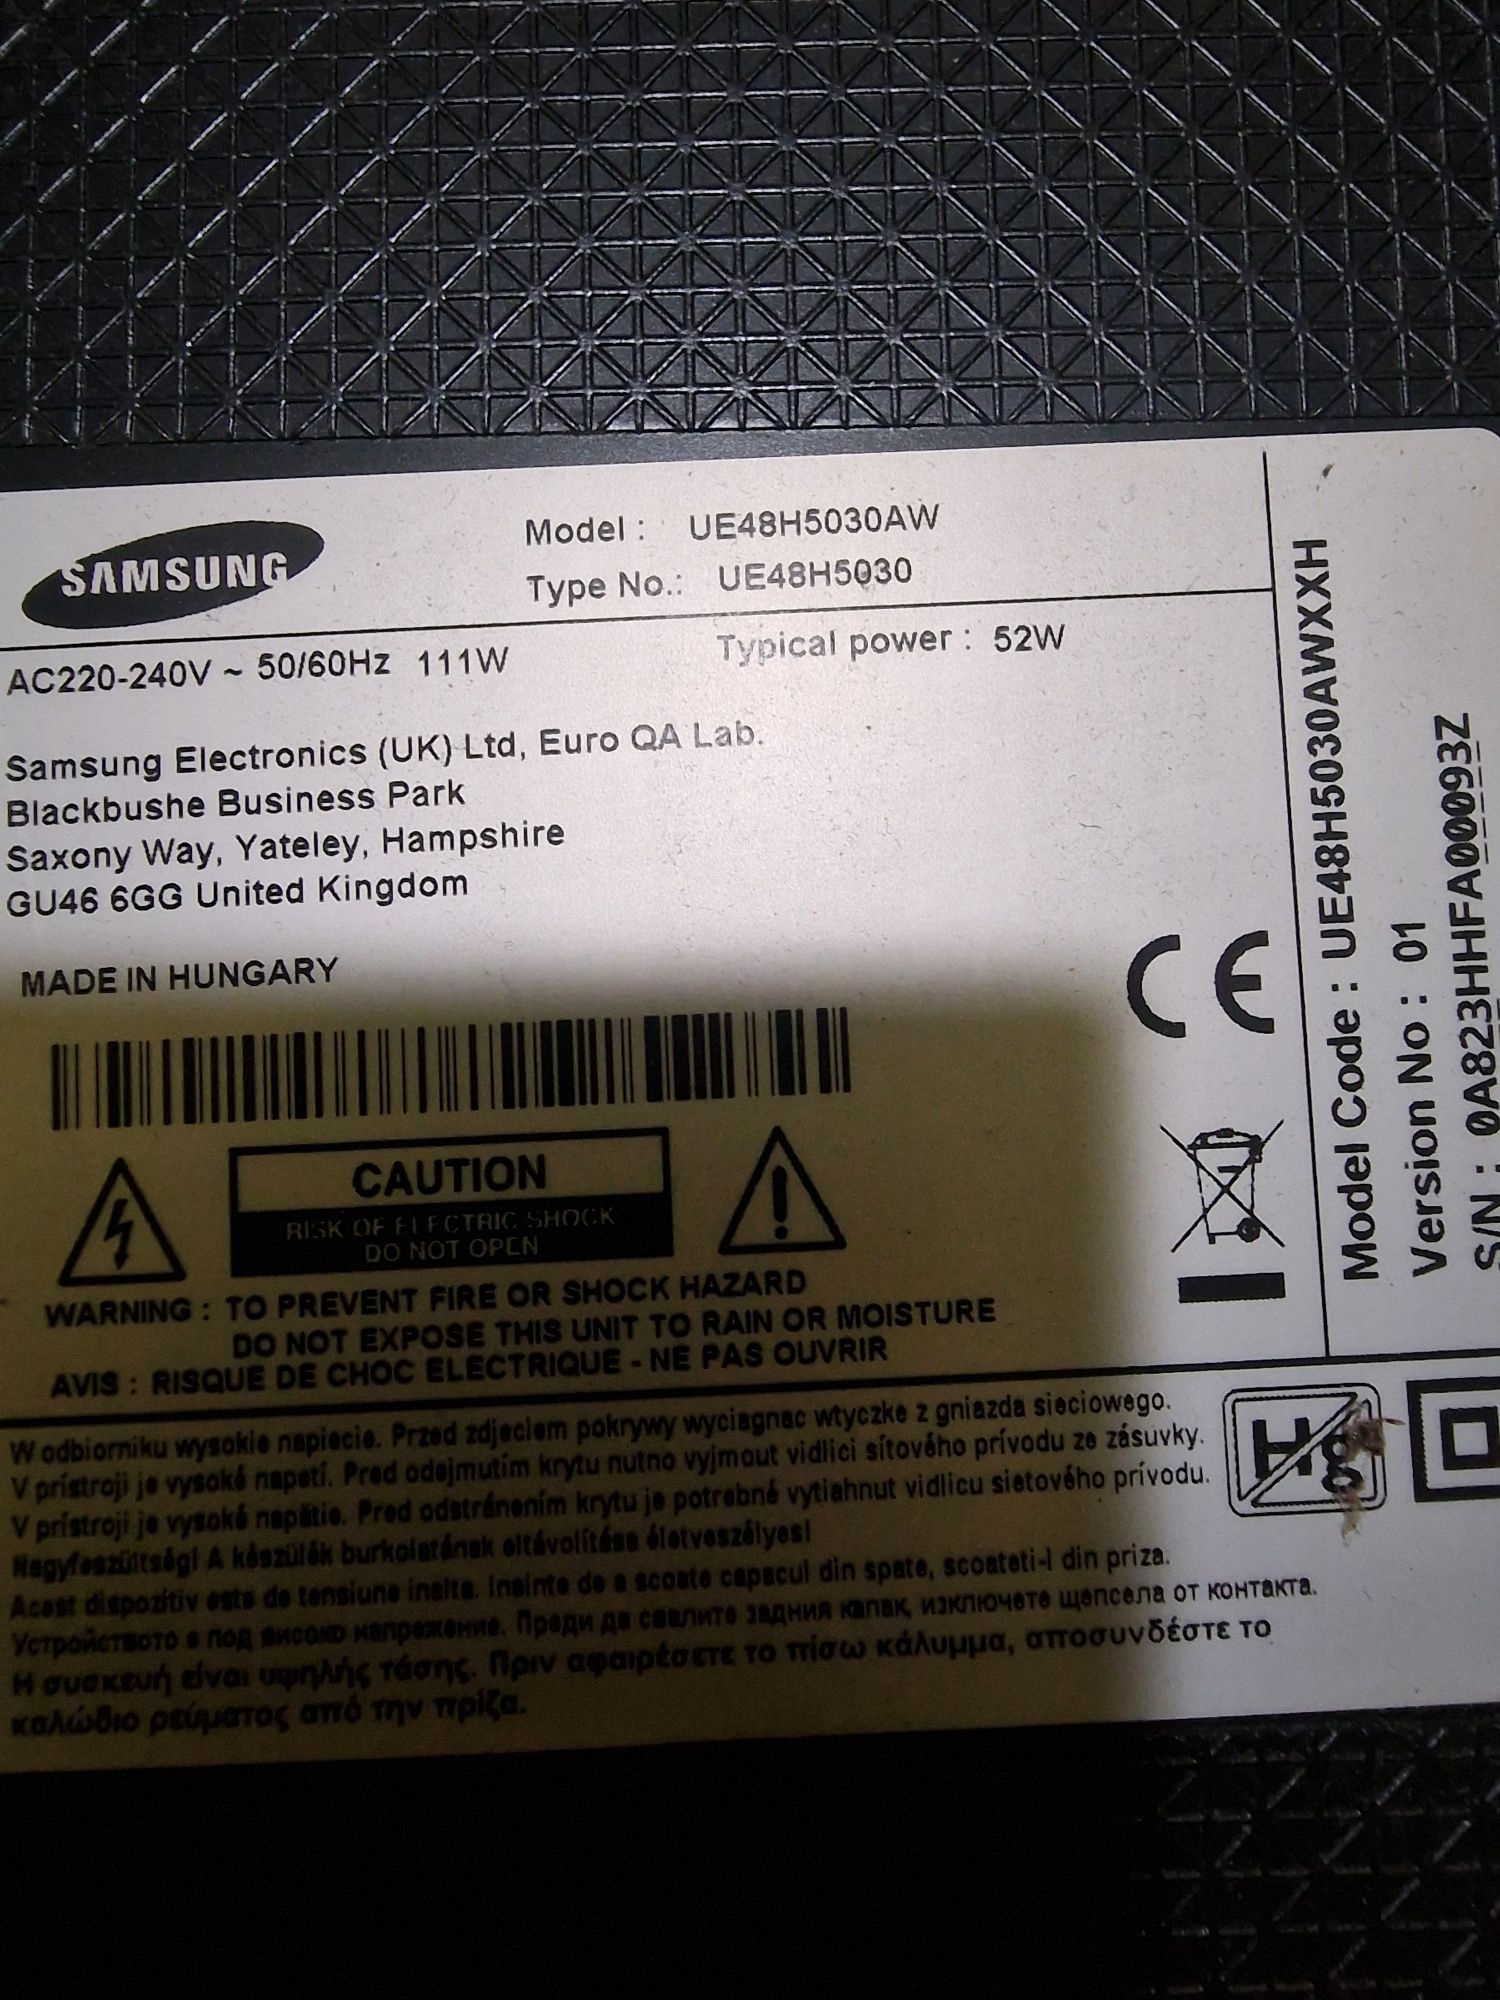 SAMSUNG
Model : UE48H5030AW
Type No.: UE48H5030
AC220-240V ~ 50/60Hz 111W
Typical power : 52W
Samsung Electronics (UK) Ltd, Euro QA Lab.
Blackbushe Business Park
Saxony Way, Yateley, Hampshire
GU46 6GG United Kingdom
MADE IN HUNGARY
CE
CAUTION
RISK OF ELECTRIC SHOCK
DO NOT OPEN
WARNING : TO PREVENT FIRE OR SHOCK HAZARD
DO NOT EXPOSE THIS UNIT TO RAIN OR MOISTURE
AVIS : RISQUE DE CHOC ELECTRIQUE - NE PAS OUVRIR
Model Code : UE48H5030AWXXH
Version No : 01
S/N : 0A823HHFA00093Z
W odbiorniku wysokie napiecie. Przed zdjeciem pokrywy wyciagnac wtyczke z gniazda sieciowego.
V prístroji je vysoké napetí. Pred odejmutím krytu nutno vyjmout vidlici sítového prívodu ze zásuvky.
V prístroji je vysoké napätie. Pred odstránením krytu je potrebné vytiahnut vidlicu sietového prívodu.
Nagyfeszültség! A készülék burkolatának eltávolítása életveszélyes!
Acest dispozitiv este de tensiune inalta. Inainte de a scoate capacul din spate, scoateti-l din priza.
Устройството е под високо напрежение. Преди да свалите задния капак, изключете щепсела от контакта.
Η συσκευή είναι υψηλής τάσης. Πριν αφαιρέσετε το πίσω κάλυμμα, αποσυνδέστε το
καλώδιο ρεύματος από την πρίζα.
Hg